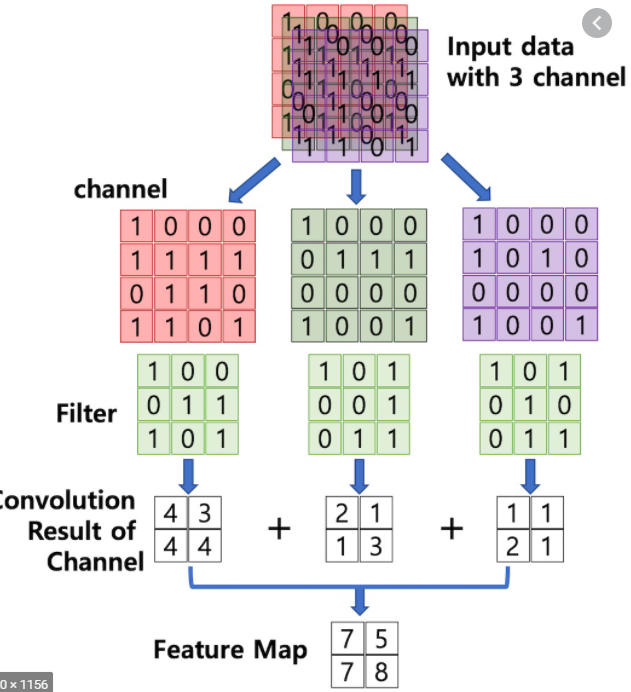 Input data
with 3 channel
channel
1 0 0 0 1 0 0 0 1 0 0 0
1 1 1 1 0 1 1 1 1 0 1 0
0 1 1 0 0 0 0 0 0 0 0 0
1 1 0 1 1 0 0 1 1 0 0 1
1 0 0 1 0 1 1 0 1
Filter
0 1 1 0 0 1 0 1 0
1 0 1 0 1 1 0 1 1
Convolution
Result of
Channel
4 3 2 1 1 1
+ +
4 4 1 3 2 1
Feature Map
7 5
7 8
0 × 1156